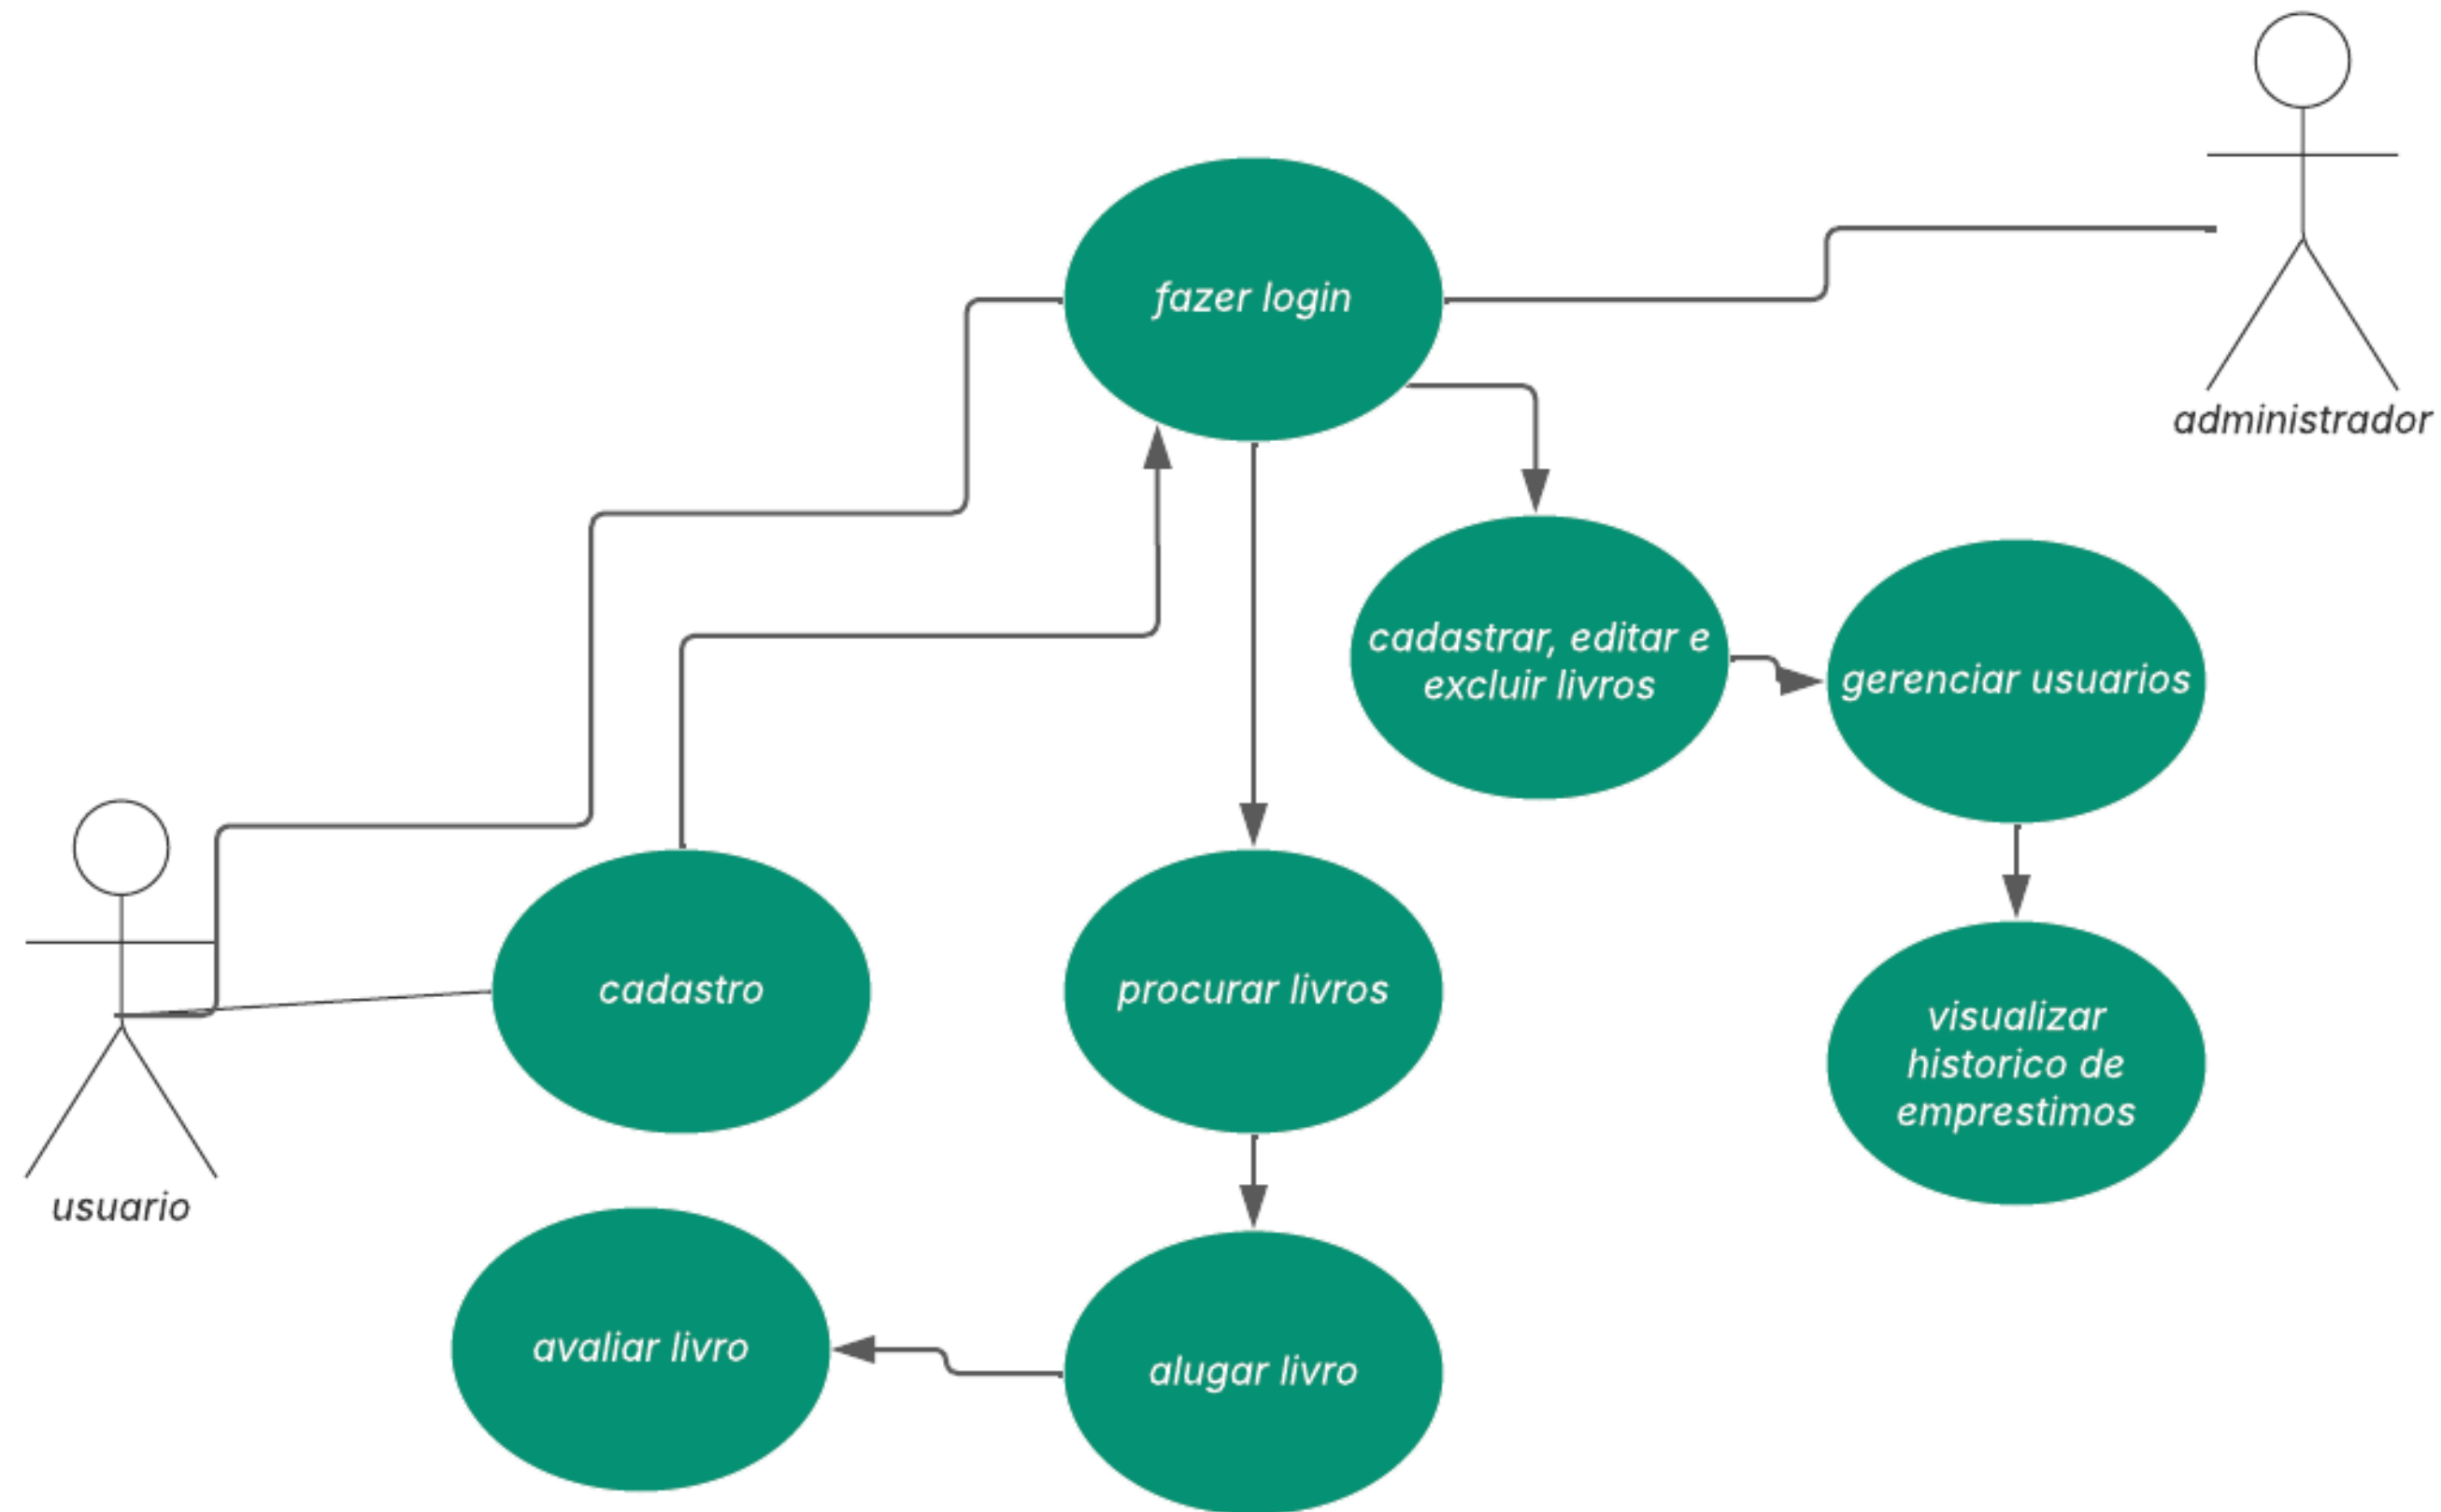 fazer login
administrador
cadastrar, editar e
excluir livros
gerenciar usuarios
cadastro
procurar livros
visualizar
historico de
emprestimos
usuario
avaliar livro
alugar livro